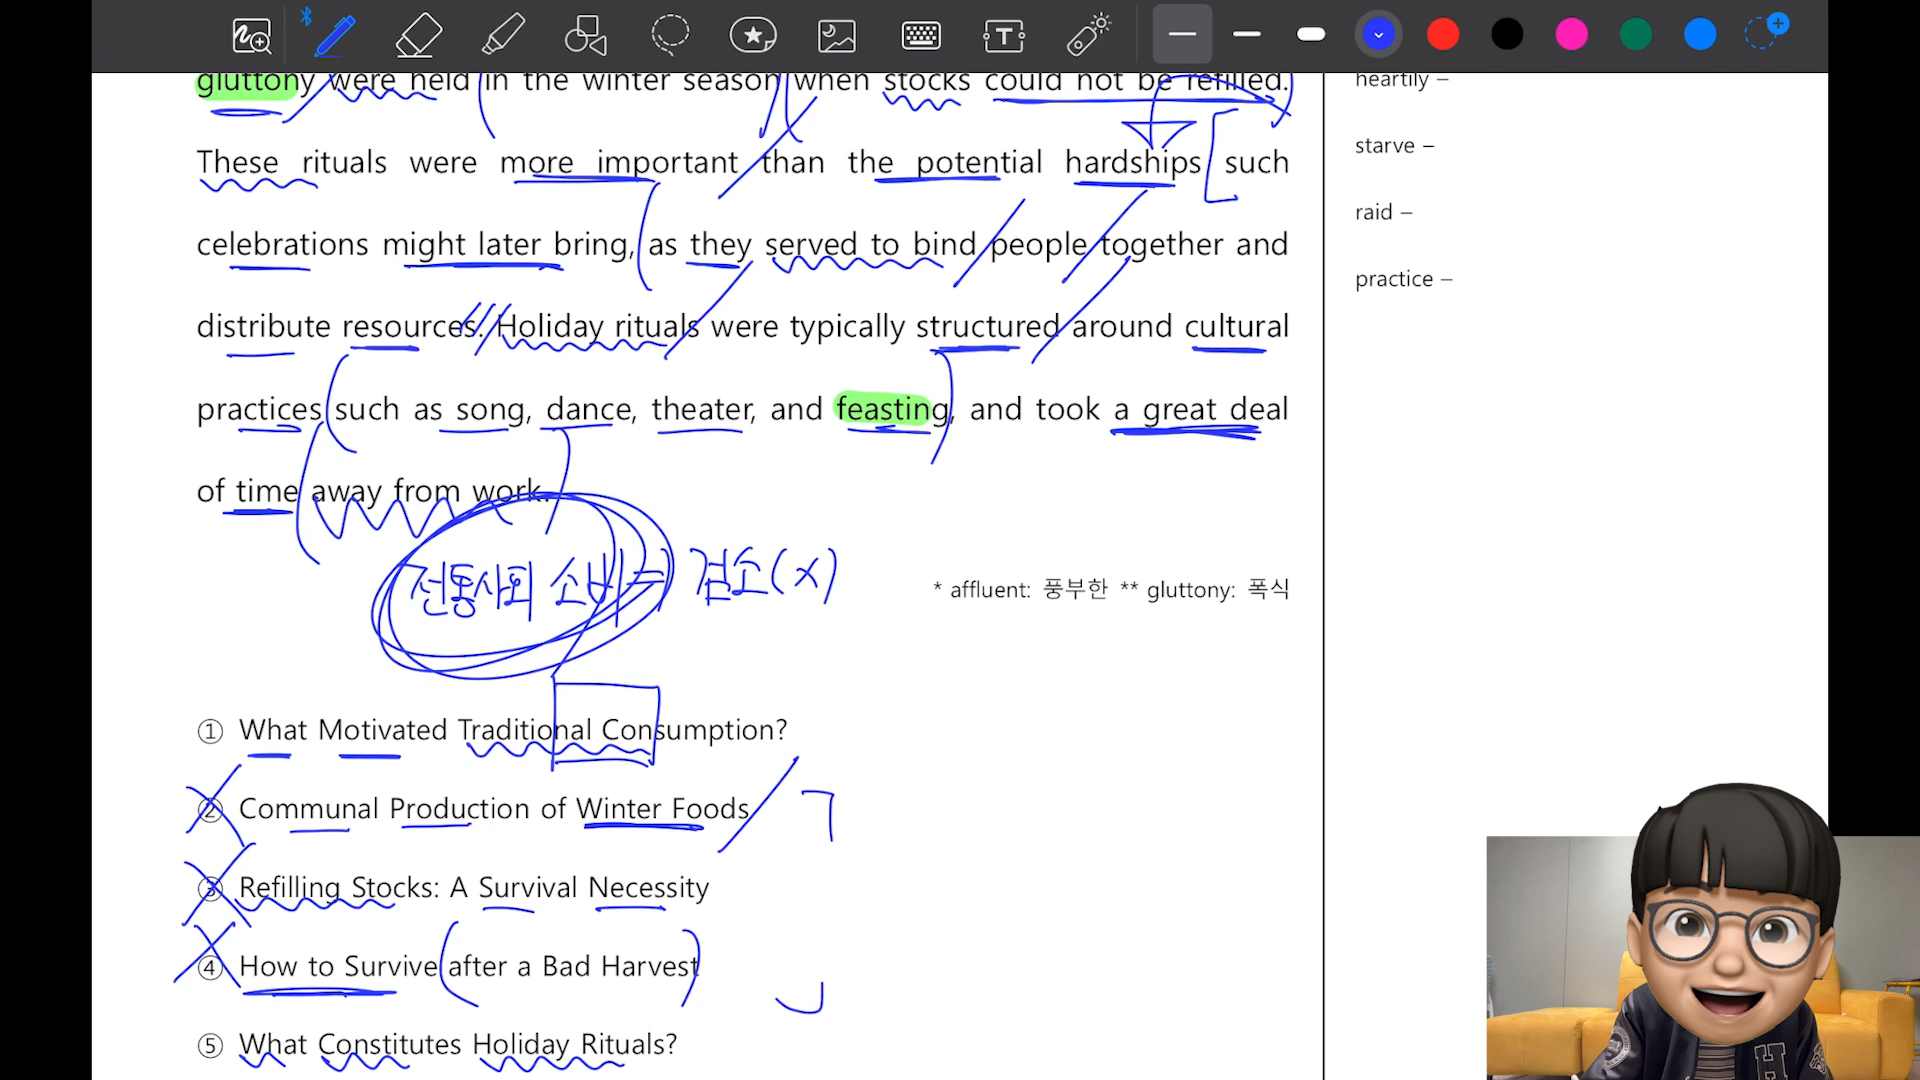 gluttony were held in the winter season when stocks could not be refilled.
These rituals were more important than the potential hardships such
celebrations might later bring, as they served to bind people together and
distribute resources. Holiday rituals were typically structured around cultural
practices such as song, dance, theater, and feasting, and took a great deal
of time away from work.
전통사회 소비 = 검소(x)
* affluent: 풍부한 ** gluttony: 폭식
① What Motivated Traditional Consumption?
② Communal Production of Winter Foods
③ Refilling Stocks: A Survival Necessity
④ How to Survive after a Bad Harvest
⑤ What Constitutes Holiday Rituals?
heartily –
starve –
raid –
practice –
H